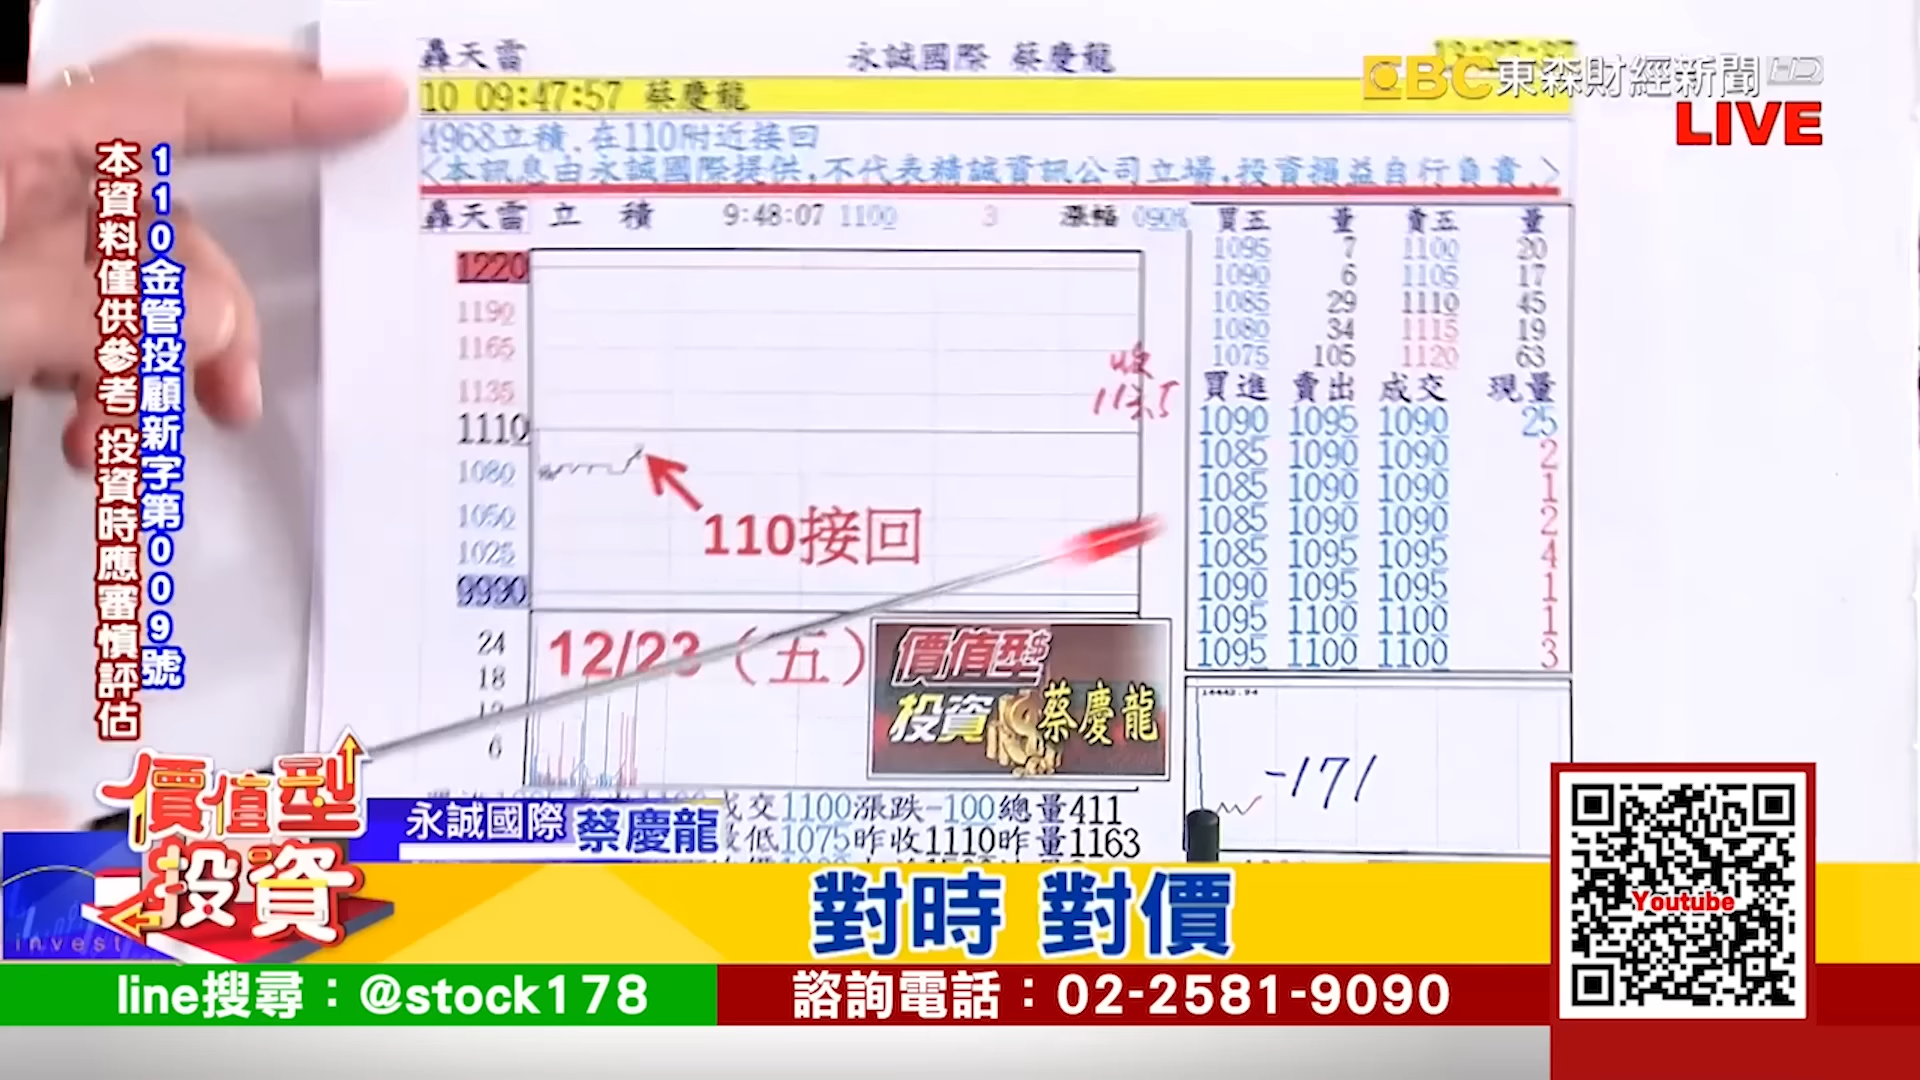 轟天雷 永誠國際 蔡慶龍
東森財經新聞 HD
LIVE
10 09:47:57 蔡慶龍
4968立積,在110附近接回
<本訊息由永誠國際提供,不代表精誠資訊公司立場,投資損益自行負責.>
轟天雷 立 積 9:48:07 1100 3 漲幅 090%
買五 量 賣五 量
1095 7 1100 20
1090 6 1105 17
1085 29 1110 45
1080 34 1115 19
1075 105 1120 63
買進 賣出 成交 現量
1090 1095 1090 25
1085 1090 1090 2
1085 1090 1090 1
1085 1090 1090 2
1085 1095 1095 4
1090 1095 1095 1
1095 1100 1100 1
1095 1100 1100 3
1220
1190
1165
1135
1110
1080
1050
1025
9990
收
113.5
110接回
24
18
12
6
12/23（五）
價值型$
投資 蔡慶龍
-171
成交1100漲跌-100總量411
最低1075昨收1110昨量1163
110金管投顧新字第009號
本資料僅供參考 投資時應審慎評估
價值型
投資
invest
永誠國際 蔡慶龍
對時 對價
Youtube
line搜尋：@stock178
諮詢電話：02-2581-9090